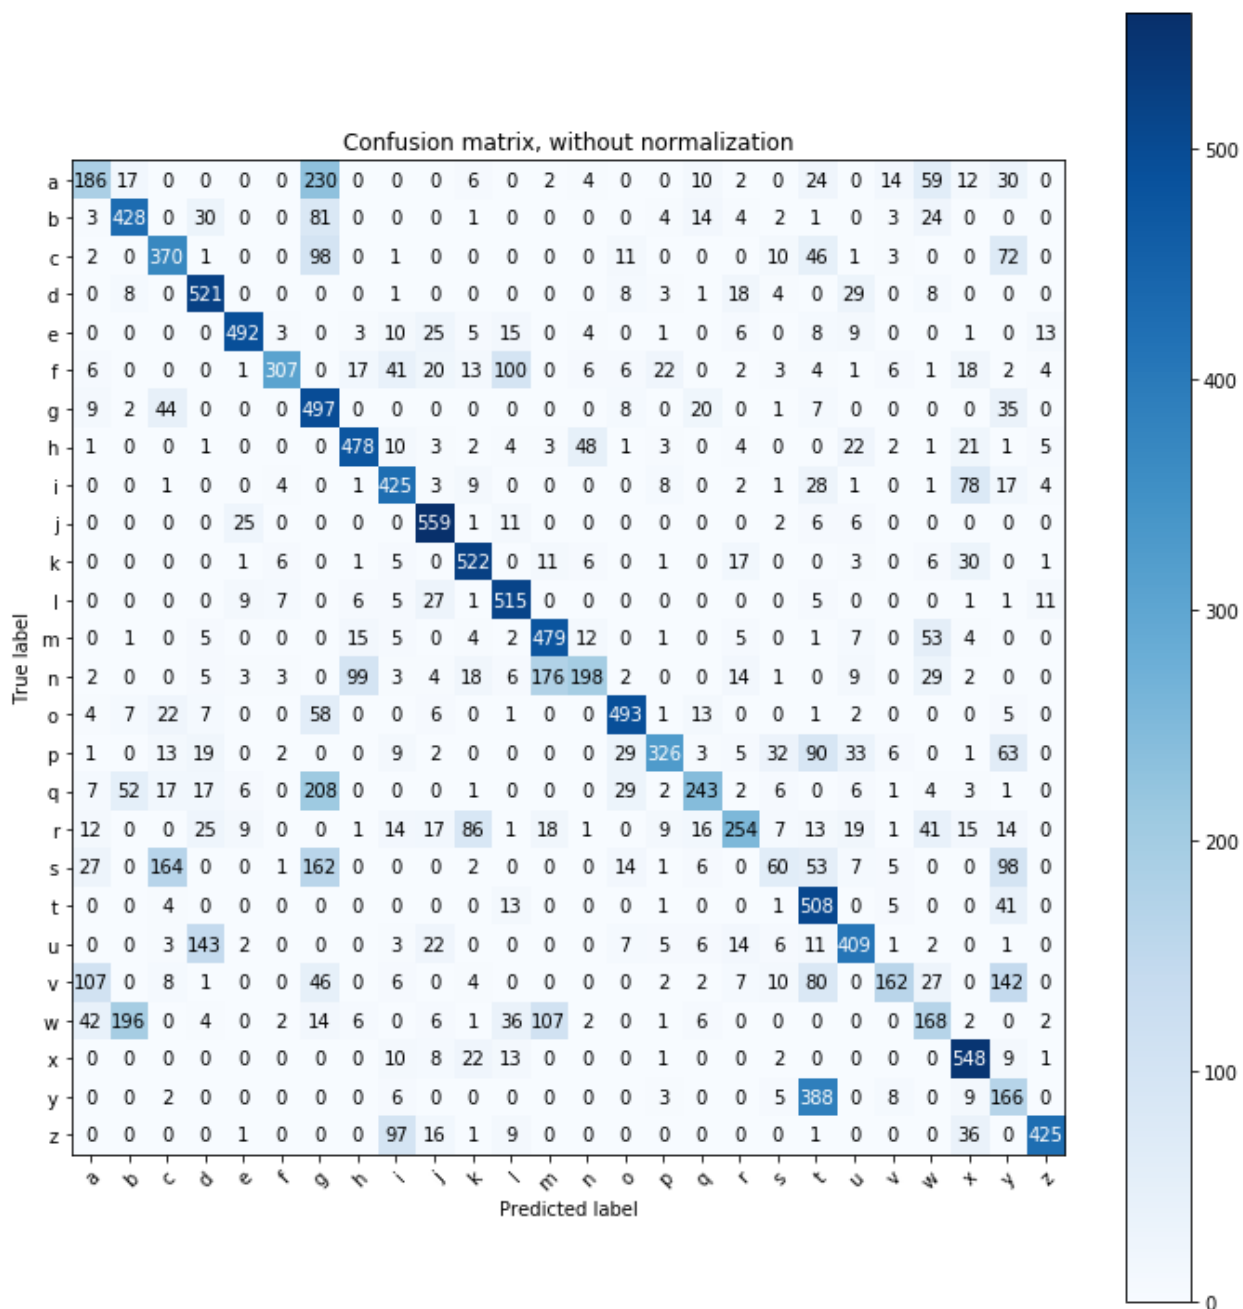 Confusion matrix, without normalization
a 186 17 0 0 0 0 230 0 0 0 6 0 2 4 0 0 10 2 0 24 0 14 59 12 30 0
b 3 428 0 30 0 0 81 0 0 0 1 0 0 0 0 4 14 4 2 1 0 3 24 0 0 0
c 2 0 370 1 0 0 98 0 1 0 0 0 0 0 11 0 0 0 10 46 1 3 0 0 72 0
d 0 8 0 521 0 0 0 0 1 0 0 0 0 0 8 3 1 18 4 0 29 0 8 0 0 0
e 0 0 0 0 492 3 0 3 10 25 5 15 0 4 0 1 0 6 0 8 9 0 0 1 0 13
f 6 0 0 0 1 307 0 17 41 20 13 100 0 6 6 22 0 2 3 4 1 6 1 18 2 4
g 9 2 44 0 0 0 497 0 0 0 0 0 0 0 8 0 20 0 1 7 0 0 0 0 35 0
h 1 0 0 1 0 0 0 478 10 3 2 4 3 48 1 3 0 4 0 0 22 2 1 21 1 5
i 0 0 1 0 0 4 0 1 425 3 9 0 0 0 0 8 0 2 1 28 1 0 1 78 17 4
j 0 0 0 0 25 0 0 0 0 559 1 11 0 0 0 0 0 0 2 6 6 0 0 0 0 0
k 0 0 0 0 1 6 0 1 5 0 522 0 11 6 0 1 0 17 0 0 3 0 6 30 0 1
l 0 0 0 0 9 7 0 6 5 27 1 515 0 0 0 0 0 0 0 5 0 0 0 1 1 11
m 0 1 0 5 0 0 0 15 5 0 4 2 479 12 0 1 0 5 0 1 7 0 53 4 0 0
n 2 0 0 5 3 3 0 99 3 4 18 6 176 198 2 0 0 14 1 0 9 0 29 2 0 0
o 4 7 22 7 0 0 58 0 0 6 0 1 0 0 493 1 13 0 0 1 2 0 0 0 5 0
p 1 0 13 19 0 2 0 0 9 2 0 0 0 0 29 326 3 5 32 90 33 6 0 1 63 0
q 7 52 17 17 6 0 208 0 0 0 1 0 0 0 29 2 243 2 6 0 6 1 4 3 1 0
r 12 0 0 25 9 0 0 1 14 17 86 1 18 1 0 9 16 254 7 13 19 1 41 15 14 0
s 27 0 164 0 0 1 162 0 0 0 2 0 0 0 14 1 6 0 60 53 7 5 0 0 98 0
t 0 0 4 0 0 0 0 0 0 0 0 13 0 0 0 1 0 0 1 508 0 5 0 0 41 0
u 0 0 3 143 2 0 0 0 3 22 0 0 0 0 7 5 6 14 6 11 409 1 2 0 1 0
v 107 0 8 1 0 0 46 0 6 0 4 0 0 0 0 2 2 7 10 80 0 162 27 0 142 0
w 42 196 0 4 0 2 14 6 0 6 1 36 107 2 0 1 6 0 0 0 0 0 168 2 0 2
x 0 0 0 0 0 0 0 0 10 8 22 13 0 0 0 1 0 0 2 0 0 0 0 548 9 1
y 0 0 2 0 0 0 0 0 6 0 0 0 0 0 0 3 0 0 5 388 0 8 0 9 166 0
z 0 0 0 0 1 0 0 0 97 16 1 9 0 0 0 0 0 0 0 1 0 0 0 36 0 425
a b c d e f g h i j k l m n o p q r s t u v w x y z
True label
Predicted label
500
400
300
200
100
0